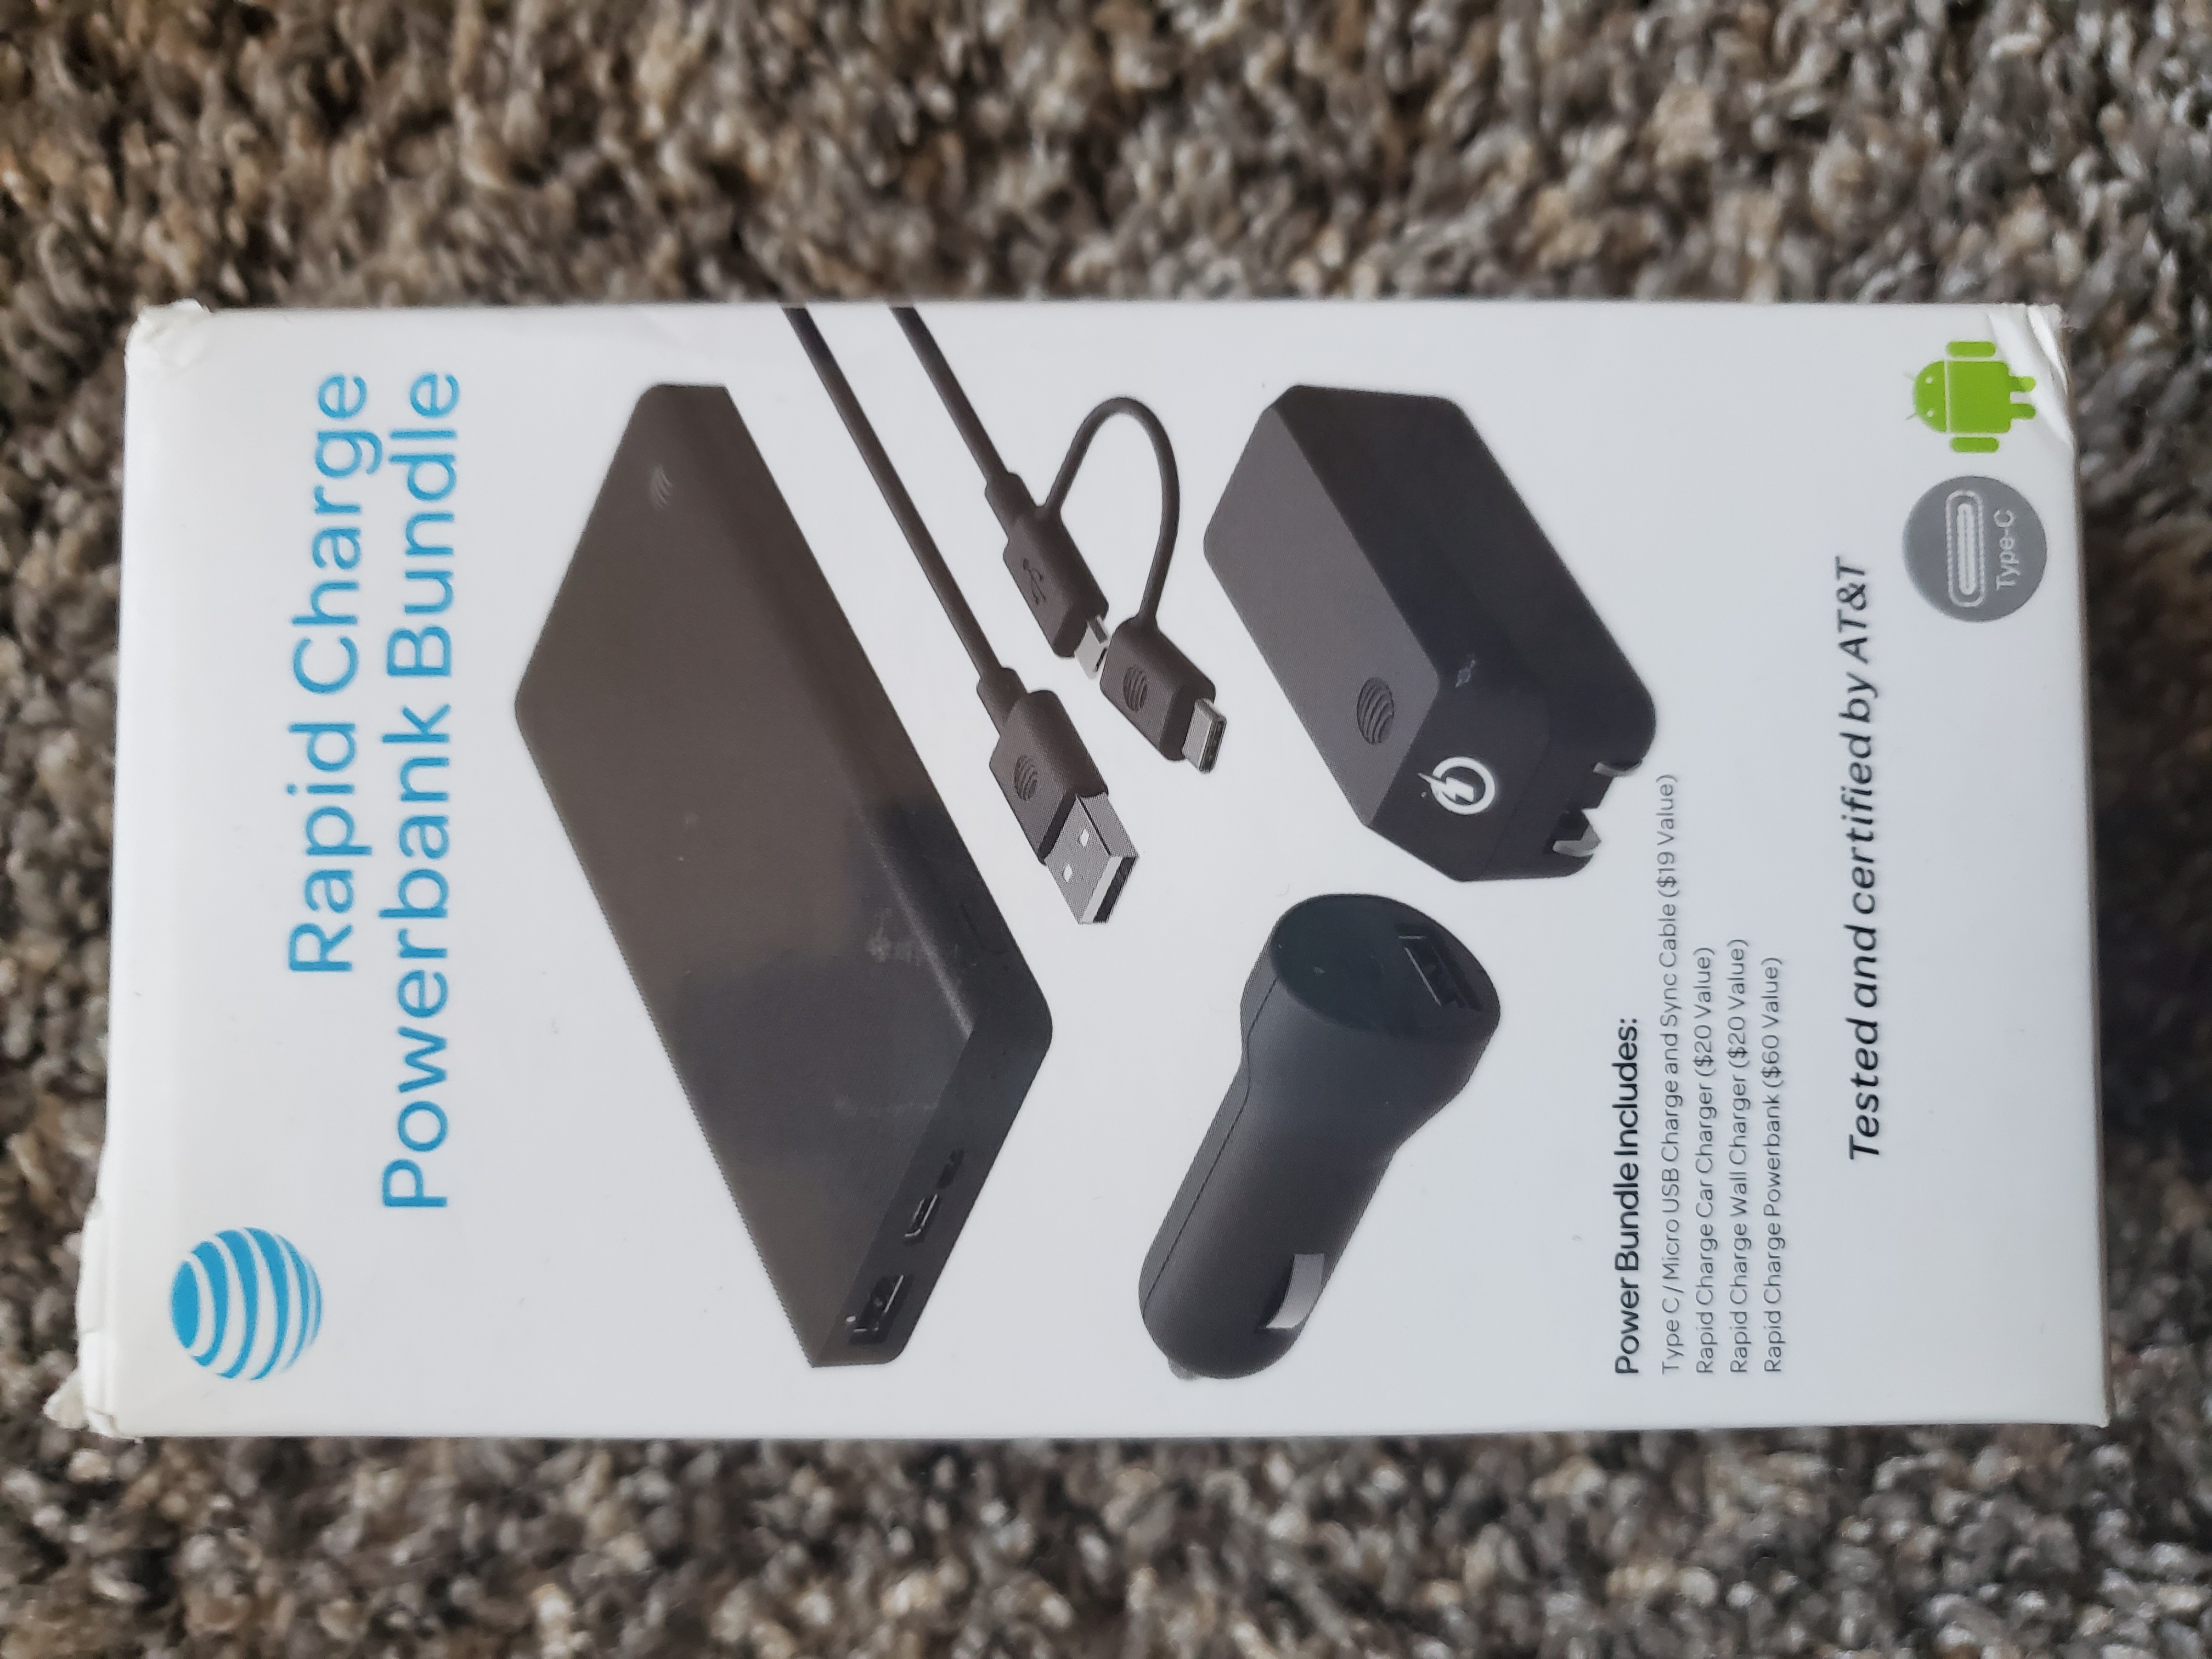 Rapid Charge
Powerbank Bundle
Power Bundle Includes:
Type C/Micro USB Charge and Sync Cable ($19 Value)
Rapid Charge Car Charger ($20 Value)
Rapid Charge Wall Charger ($20 Value)
Rapid Charge Powerbank ($60 Value)
Tested and certified by AT&T
Type-C